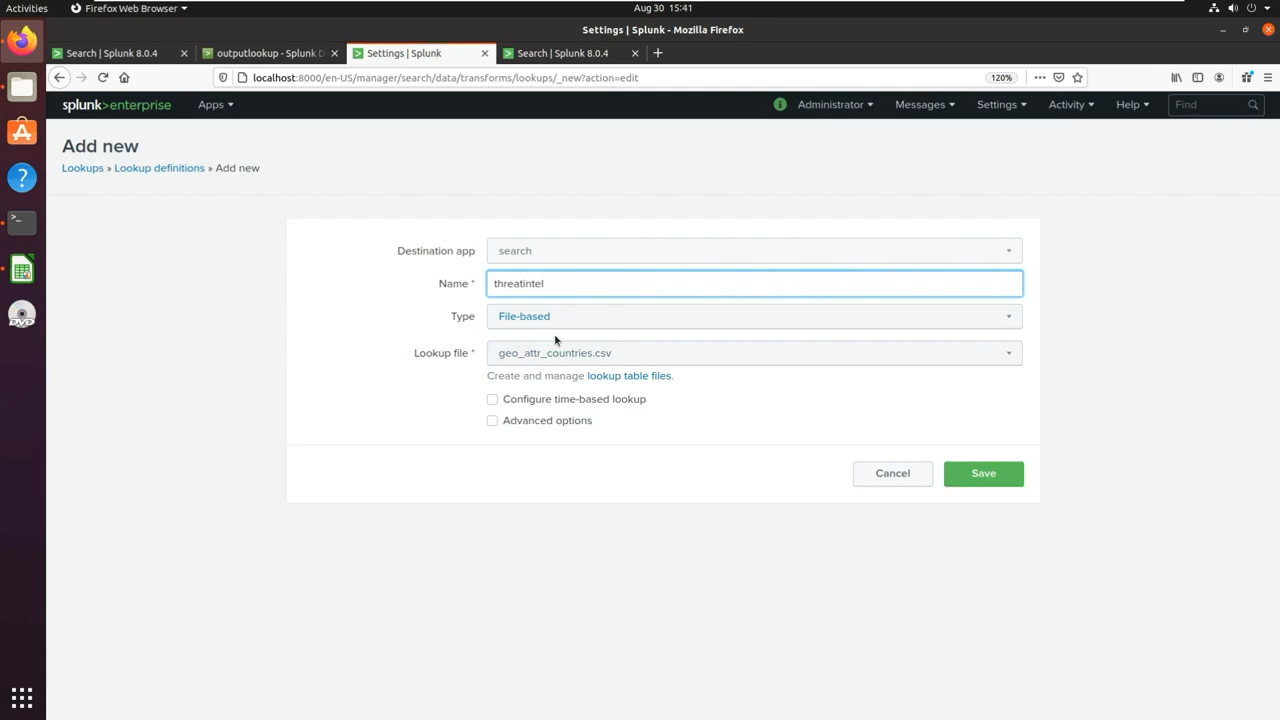 Activities Firefox Web Browser Aug 30 15:41
Settings | Splunk - Mozilla Firefox
Search | Splunk 8.0.4 outputlookup - Splunk D Settings | Splunk Search | Splunk 8.0.4
localhost:8000/en-US/manager/search/data/transforms/lookups/_new?action=edit 120%
splunk>enterprise Apps Administrator Messages Settings Activity Help Find
Add new
Lookups » Lookup definitions » Add new
Destination app search
Name * threatintel
Type File-based
Lookup file * geo_attr_countries.csv
Create and manage lookup table files.
Configure time-based lookup
Advanced options
Cancel Save
DVD